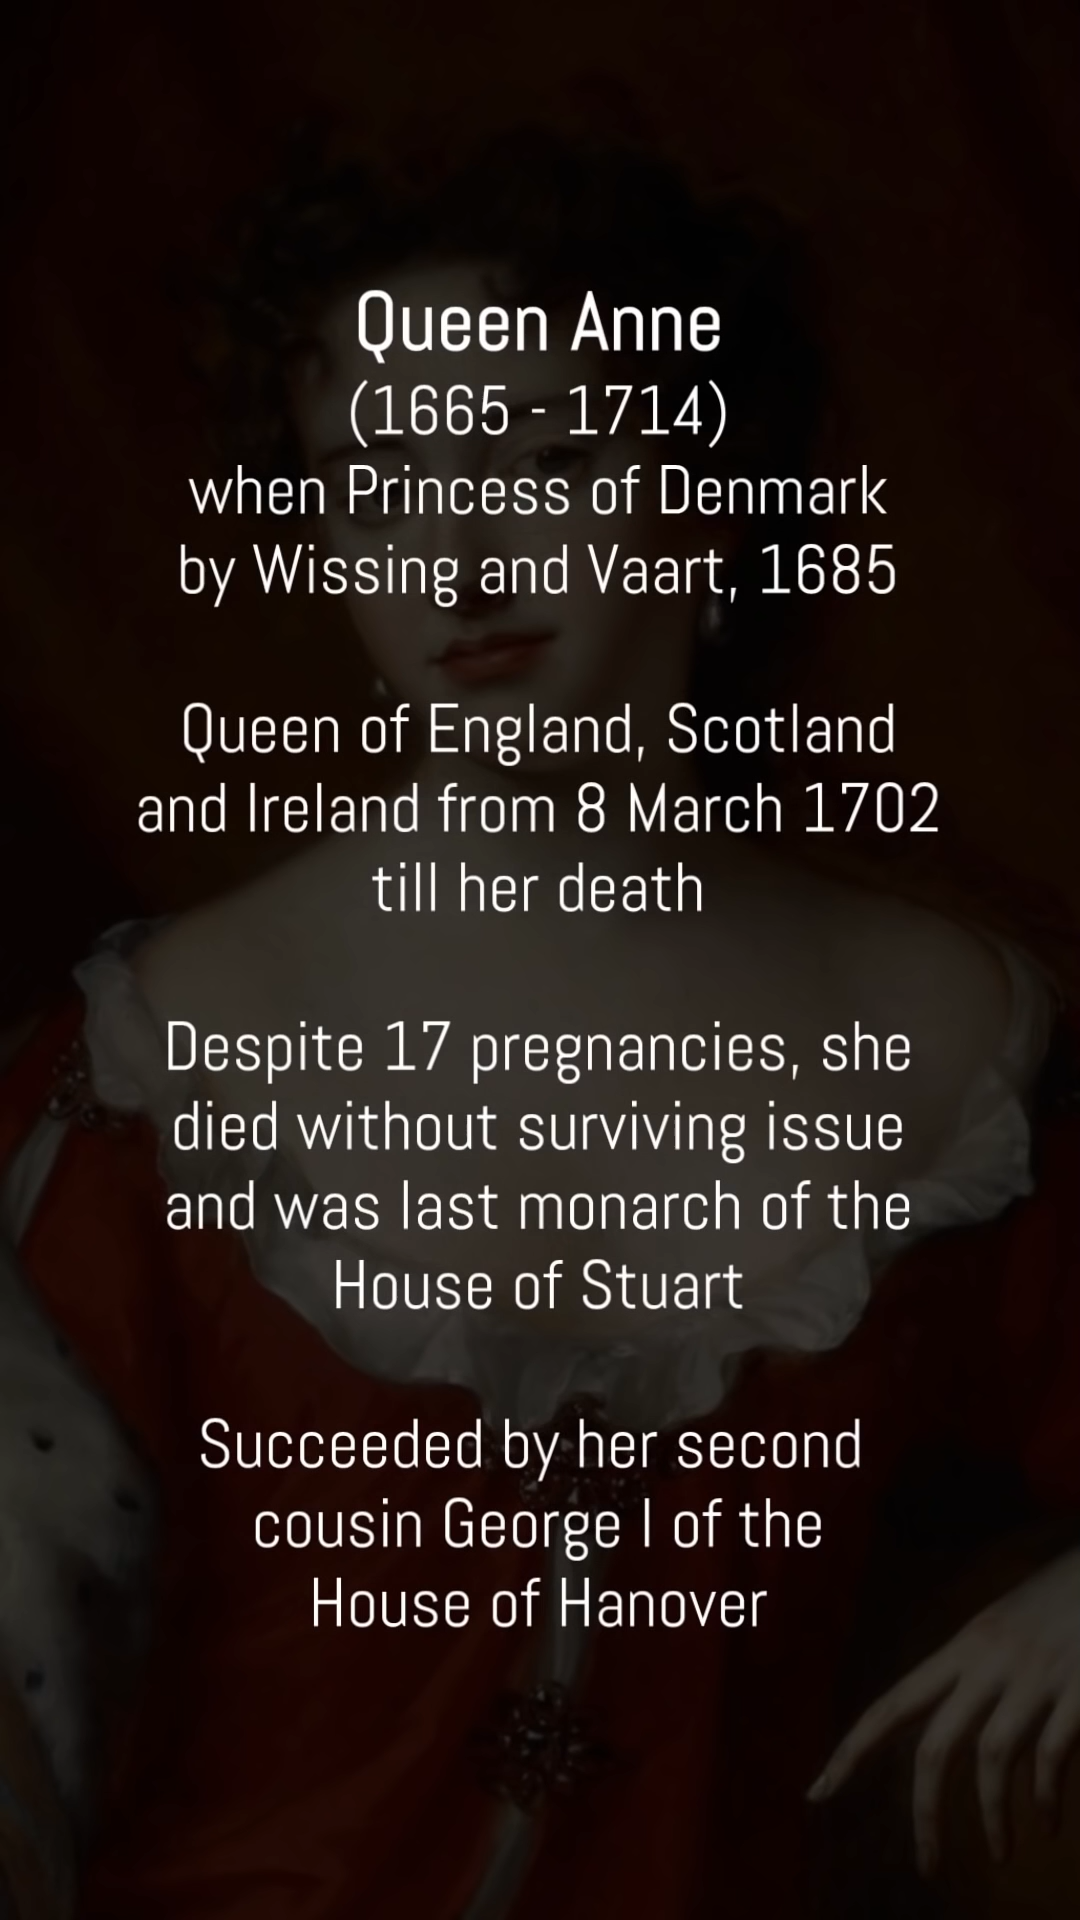 Queen Anne
(1665 - 1714)
when Princess of Denmark
by Wissing and Vaart, 1685
Queen of England, Scotland
and Ireland from 8 March 1702
till her death
Despite 17 pregnancies, she
died without surviving issue
and was last monarch of the
House of Stuart
Succeeded by her second
cousin George I of the
House of Hanover